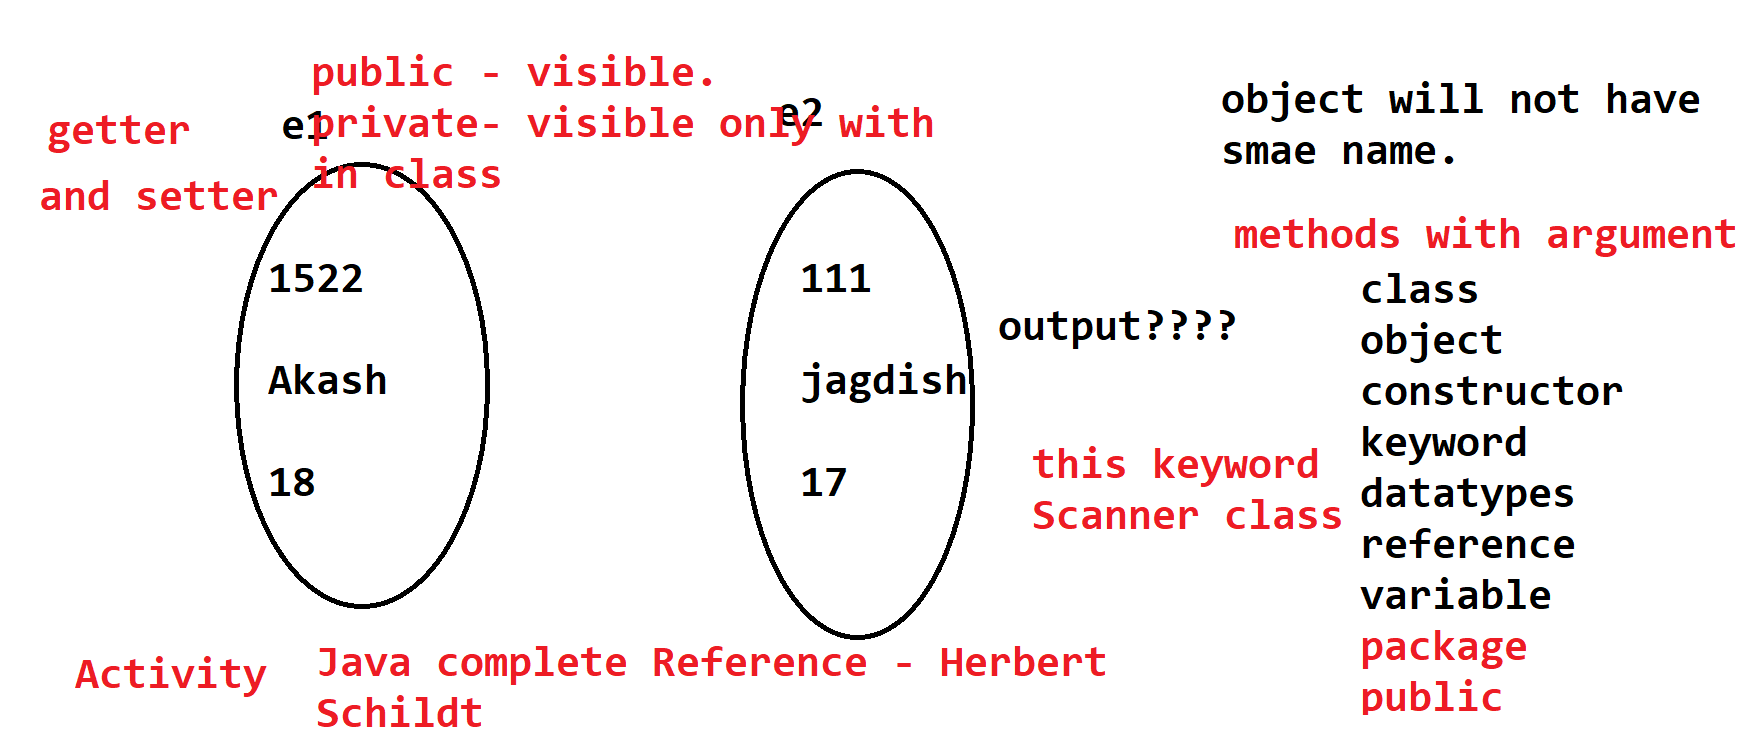 public - visible.
private- visible only with
in class
getter
and setter
e1
e2
1522
Akash
18
111
jagdish
17
output????
object will not have
smae name.
methods with argument
class
object
constructor
keyword
datatypes
reference
variable
package
public
this keyword
Scanner class
Activity
Java complete Reference - Herbert
Schildt